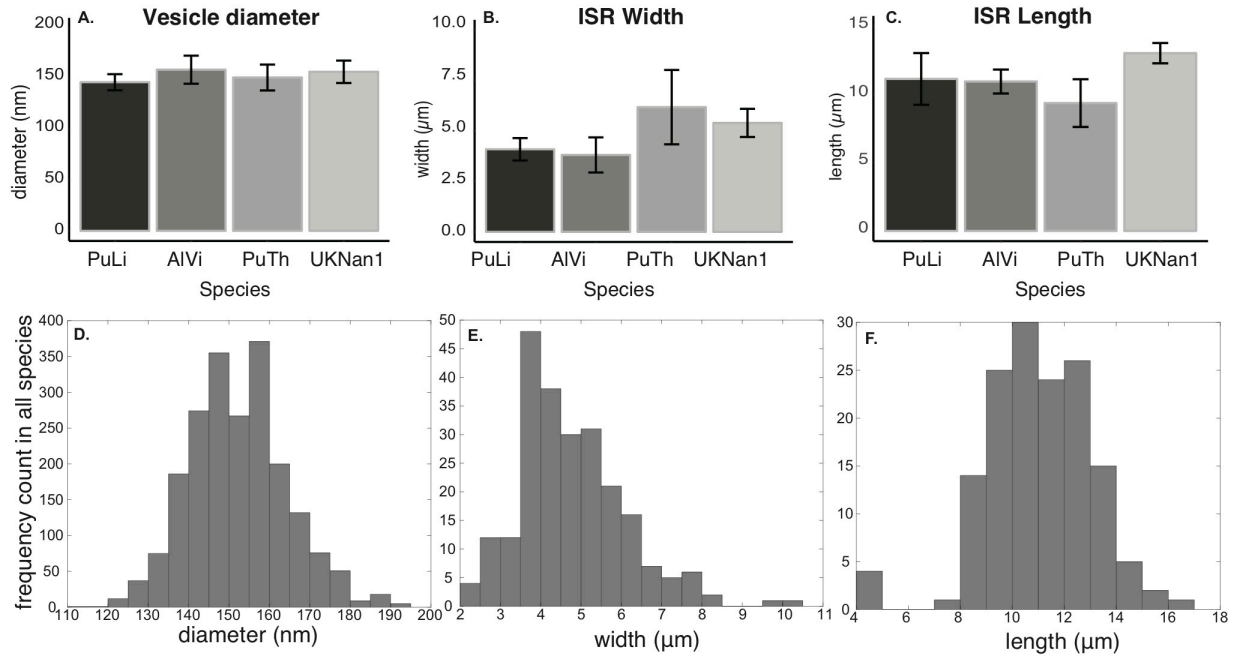 A. Vesicle diameter
200
150
100
50
0
diameter (nm)
PuLi AlVi PuTh UKNan1
Species
B. ISR Width
10.0
7.5
5.0
2.5
0.0
width (µm)
PuLi AlVi PuTh UKNan1
Species
C. ISR Length
15
10
5
0
length (µm)
PuLi AlVi PuTh UKNan1
Species
D.
400
350
300
250
200
150
100
50
0
frequency count in all species
110 120 130 140 150 160 170 180 190 200
diameter (nm)
E.
50
45
40
35
30
25
20
15
10
5
0
2 3 4 5 6 7 8 9 10 11
width (µm)
F.
30
25
20
15
10
5
0
4 6 8 10 12 14 16 18
length (µm)